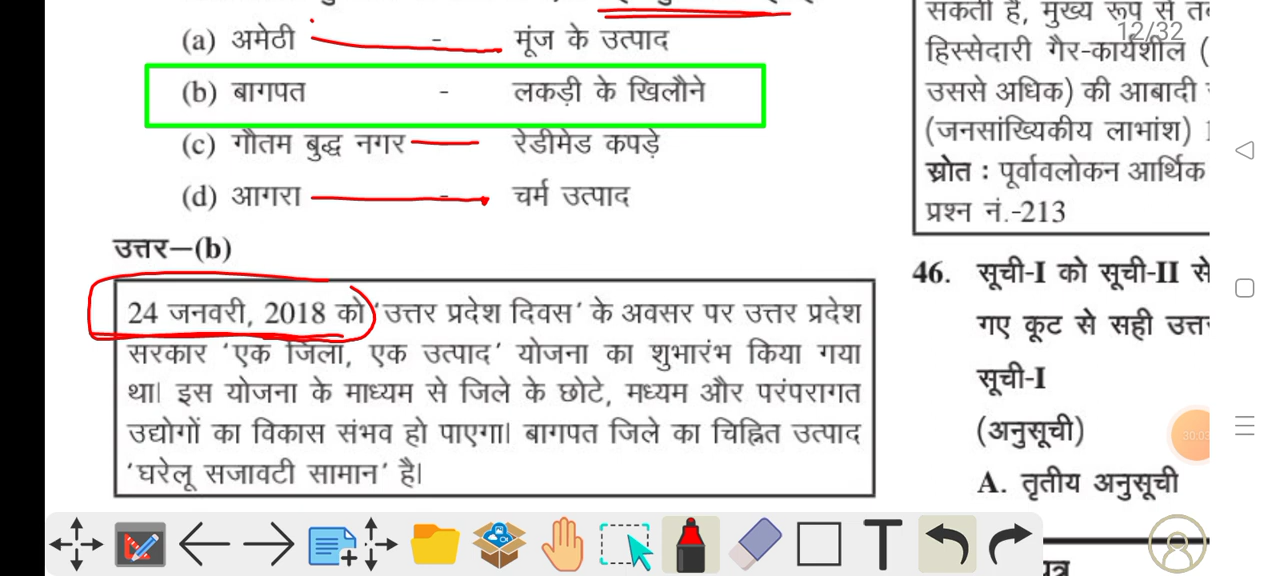 (a) अमेठी - मूंज के उत्पाद
(b) बागपत - लकड़ी के खिलौने
(c) गौतम बुद्ध नगर रेडीमेड कपड़े
(d) आगरा - चर्म उत्पाद
उत्तर–(b)
24 जनवरी, 2018 को 'उत्तर प्रदेश दिवस' के अवसर पर उत्तर प्रदेश
सरकार 'एक जिला, एक उत्पाद' योजना का शुभारंभ किया गया
था। इस योजना के माध्यम से जिले के छोटे, मध्यम और परंपरागत
उद्योगों का विकास संभव हो पाएगा। बागपत जिले का चिह्नित उत्पाद
'घरेलू सजावटी सामान' है।
सकती है, मुख्य रूप से
12/32
हिस्सेदारी गैर-कार्यशील (
उससे अधिक) की आबादी
(जनसांख्यिकीय लाभांश)
स्रोत : पूर्वावलोकन आर्थिक
प्रश्न नं.-213
46. सूची-I को सूची-II से
गए कूट से सही
सूची-I
(अनुसूची)
A. तृतीय अनुसूची
30:03
T